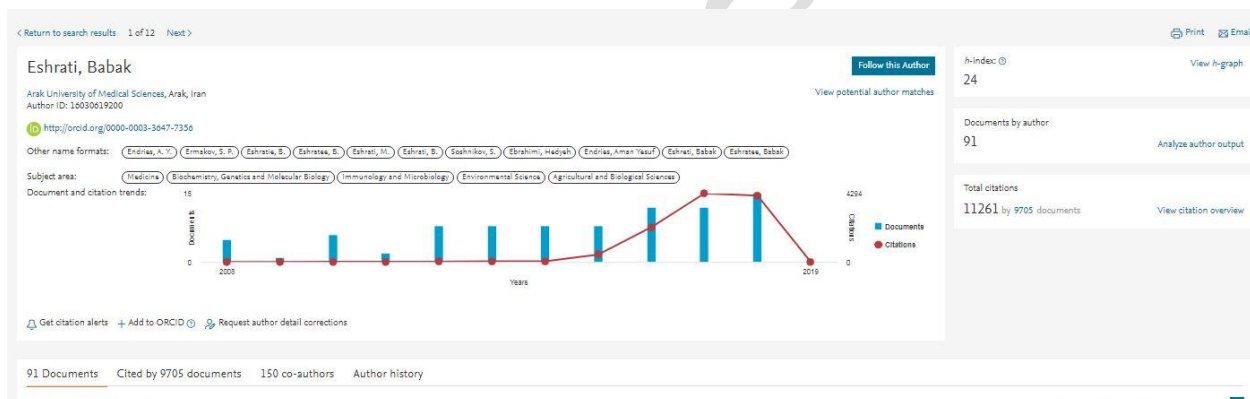 < Return to search results 1 of 12 Next >
Print Emai
Eshrati, Babak
Follow this Author
Arak University of Medical Sciences, Arak, Iran
View potential author matches
Author ID: 16030619200
iD http://orcid.org/0000-0003-3647-7356
Other name formats: Endries, A. Y. Ermakov, S. P. Eshratie, B. Eshratee, B. Eshrati, M. Eshrati, B. Soshnikov, S. Ebrahimi, Hedyeh Endries, Aman Yesuf Eshrati, Babak Eshratee, Babak
Subject area: Medicine Biochemistry, Genetics and Molecular Biology Immunology and Microbiology Environmental Science Agricultural and Biological Sciences
Document and citation trends:
15
4294
Documents
Citations
0
0
2008
2019
Years
Documents
Citations
Get citation alerts + Add to ORCID Request author detail corrections
h-index:
View h-graph
24
Documents by author
91
Analyze author output
Total citations
11261 by 9705 documents
View citation overview
91 Documents Cited by 9705 documents 150 co-authors Author history